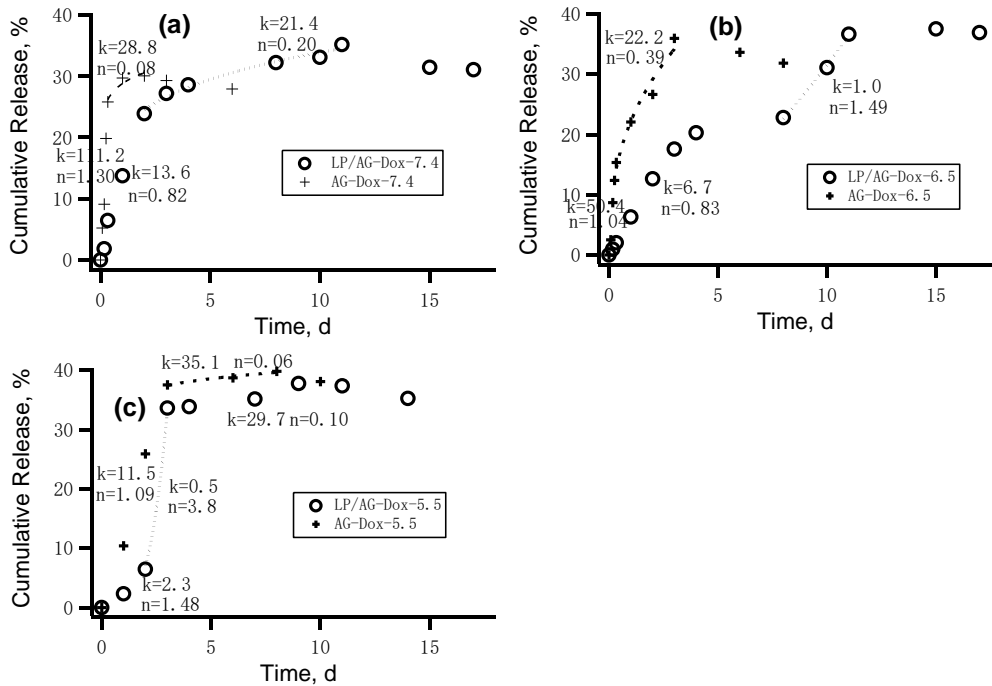 (a)
40
30
20
10
0
Cumulative Release, %
k=28.8
n=0.08
k=21.4
n=0.20
k=111.2
n=1.30
k=13.6
n=0.82
LP/AG-Dox-7.4
AG-Dox-7.4
0
5
10
15
Time, d
(b)
40
30
20
10
0
Cumulative Release, %
k=22.2
n=0.39
k=1.0
n=1.49
k=50.4
n=1.04
k=6.7
n=0.83
LP/AG-Dox-6.5
AG-Dox-6.5
0
5
10
15
Time, d
(c)
40
30
20
10
0
Cumulative Release, %
k=35.1 n=0.06
k=29.7 n=0.10
k=11.5
n=1.09
k=0.5
n=3.8
k=2.3
n=1.48
LP/AG-Dox-5.5
AG-Dox-5.5
0
5
10
15
Time, d